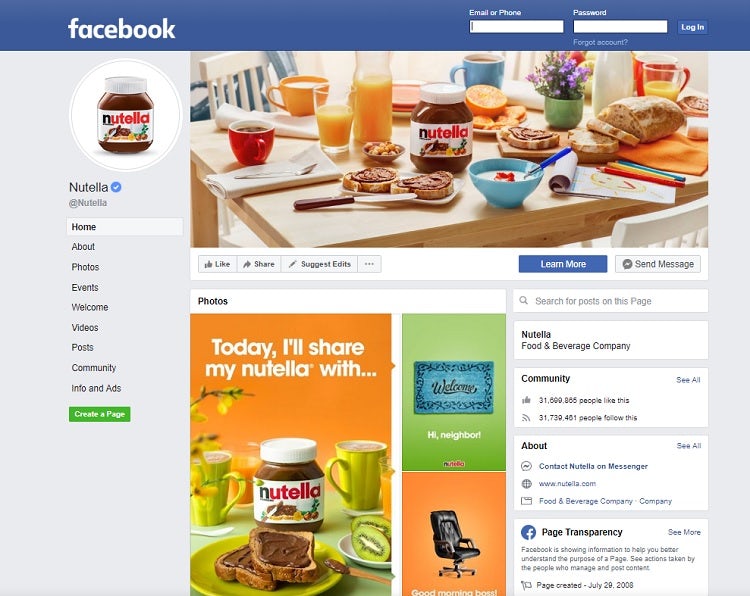 facebook
Email or Phone
Password
Log In
Forgot account?
nutella
nutella
Nutella
@Nutella
Home
About
Photos
Events
Welcome
Videos
Posts
Community
Info and Ads
Create a Page
Like
Share
Suggest Edits
Learn More
Send Message
Photos
Today, I'll share
my nutella® with...
nutella
Welcome
Hi, neighbor!
nutella
Good morning boss!
Search for posts on this Page
Nutella
Food & Beverage Company
Community
See All
31,699,865 people like this
31,739,461 people follow this
About
See All
Contact Nutella on Messenger
www.nutella.com
Food & Beverage Company · Company
Page Transparency
See More
Facebook is showing information to help you better
understand the purpose of a Page. See actions taken
by the people who manage and post content.
Page created - July 29, 2008